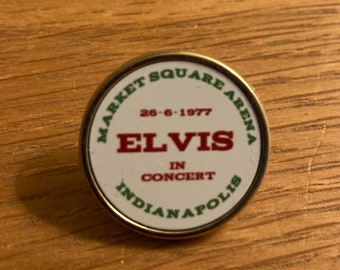 MARKET SQUARE ARENA
26-6-1977
ELVIS
IN
CONCERT
INDIANAPOLIS